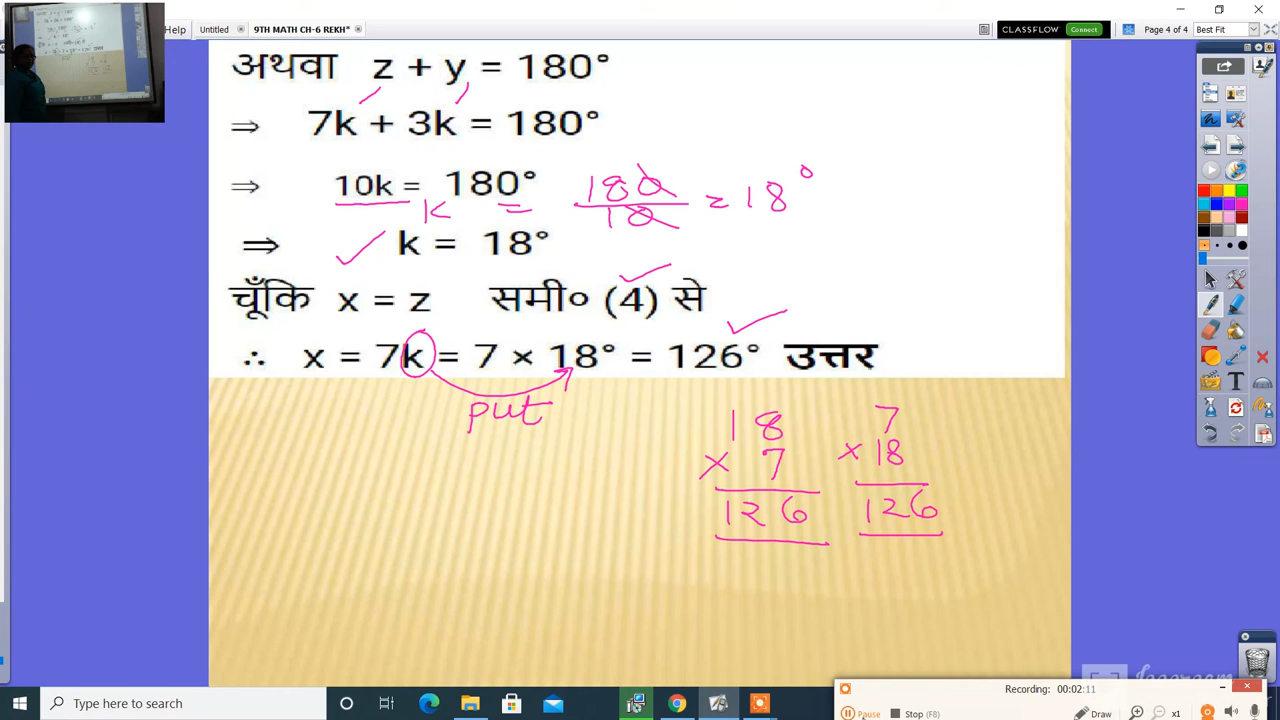 Help
Untitled
9TH MATH CH-6 REKH*
CLASSFLOW Connect
Page 4 of 4
Best Fit
अथवा z + y = 180°
⇒ 7k + 3k = 180°
⇒ 10k = 180° 180/10 = 18°
k =
⇒ k = 18°
चूँकि x = z समी० (4) से
∴ x = 7k = 7 × 18° = 126° उत्तर
put
18 7
× 7 × 18
126 126
Type here to search
Recording: 00:02:11
Pause Stop (F8) Draw x1